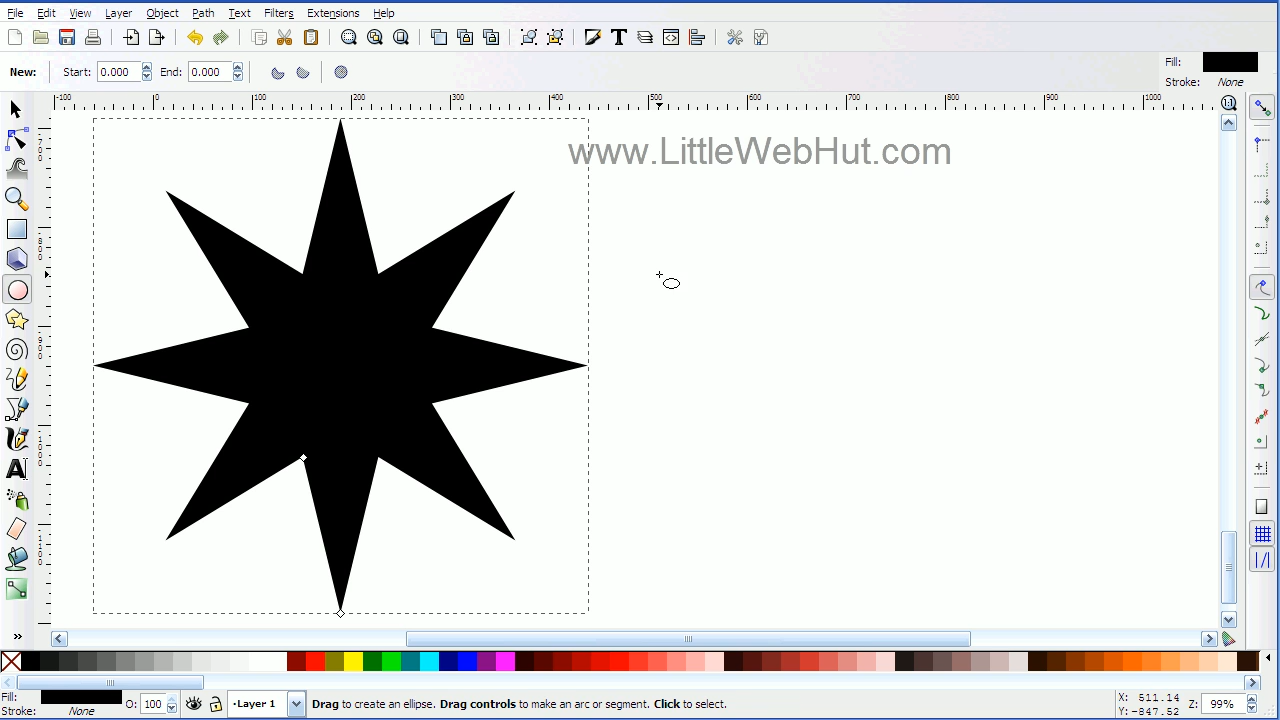 File Edit View Layer Object Path Text Filters Extensions Help
New: Start: 0.000 End: 0.000 Fill:
Stroke: None
-100 0 100 200 300 400 500 600 700 800 900 1000
www.LittleWebHut.com
Fill:
Stroke: None
O: 100 Layer 1 Drag to create an ellipse. Drag controls to make an arc or segment. Click to select.
X: 511.14
Y: -847.52
Z: 99%